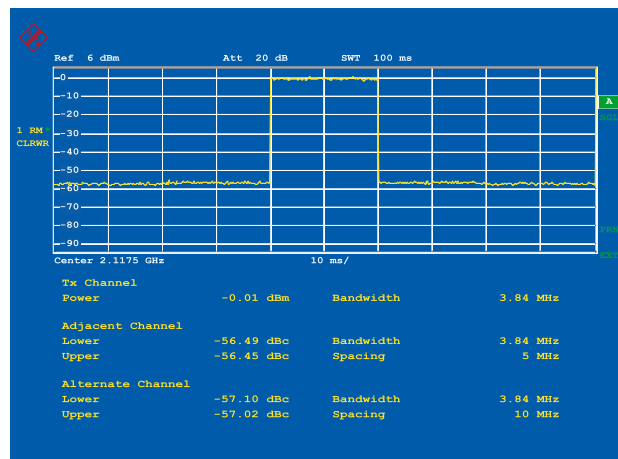 Ref 6 dBm Att 20 dB SWT 100 ms
0
-10
A
-20
SGL
1 RM *
-30
CLRWR
-40
-50
-60
-70
-80
PRN
-90
EXT
Center 2.1175 GHz 10 ms/
Tx Channel
Power -0.01 dBm Bandwidth 3.84 MHz
Adjacent Channel
Lower -56.49 dBc Bandwidth 3.84 MHz
Upper -56.45 dBc Spacing 5 MHz
Alternate Channel
Lower -57.10 dBc Bandwidth 3.84 MHz
Upper -57.02 dBc Spacing 10 MHz